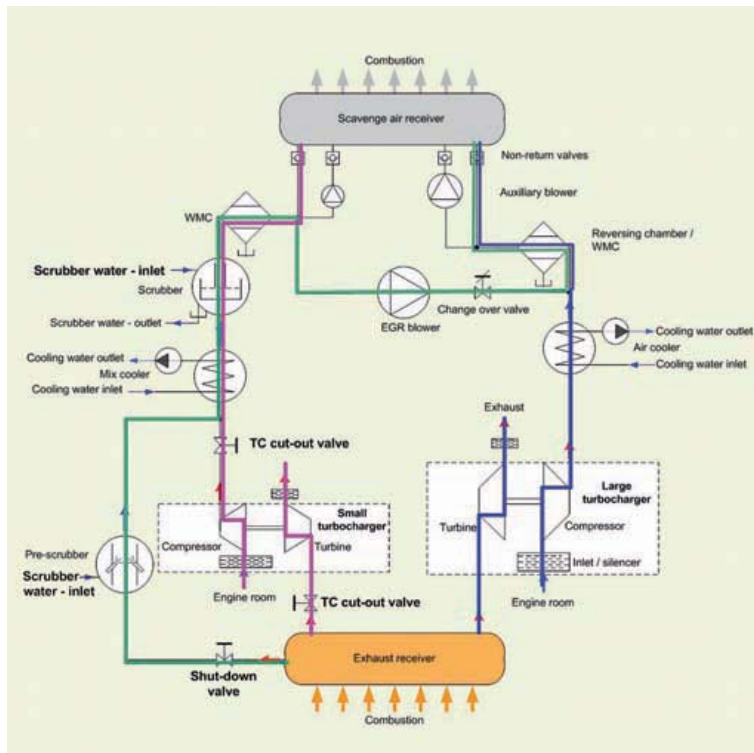 Combustion
Scavenge air receiver
Non-return valves
Auxiliary blower
WMC
Reversing chamber /
WMC
Scrubber water - inlet
Scrubber
Scrubber water - outlet
Change over valve
EGR blower
Cooling water outlet
Mix cooler
Cooling water inlet
Cooling water outlet
Air cooler
Cooling water inlet
Exhaust
TC cut-out valve
Small
turbocharger
Compressor
Turbine
Large
turbocharger
Turbine
Compressor
Pre-scrubber
Scrubber
water - inlet
Inlet / silencer
Engine room
Engine room
TC cut-out valve
Exhaust receiver
Shut-down
valve
Combustion